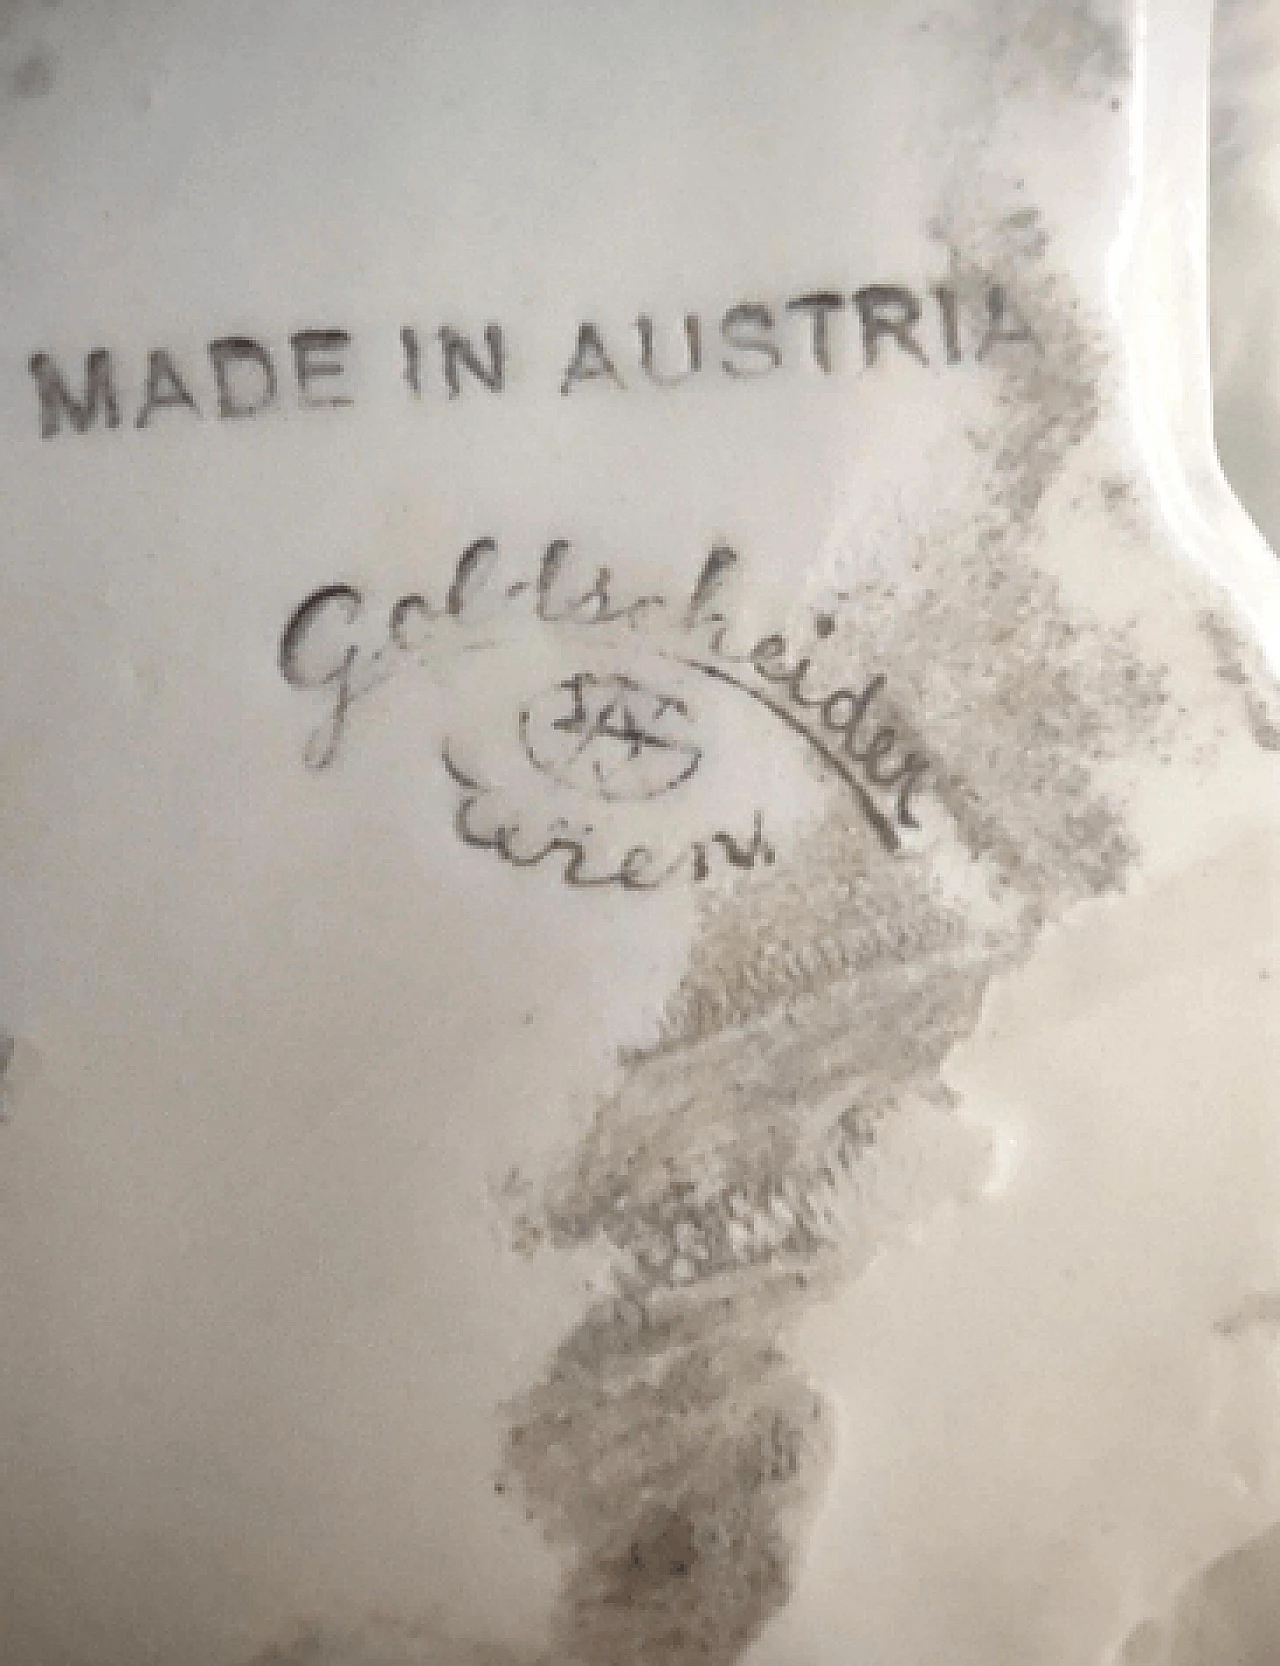 MADE IN AUSTRIA
Goldscheider
Wien.